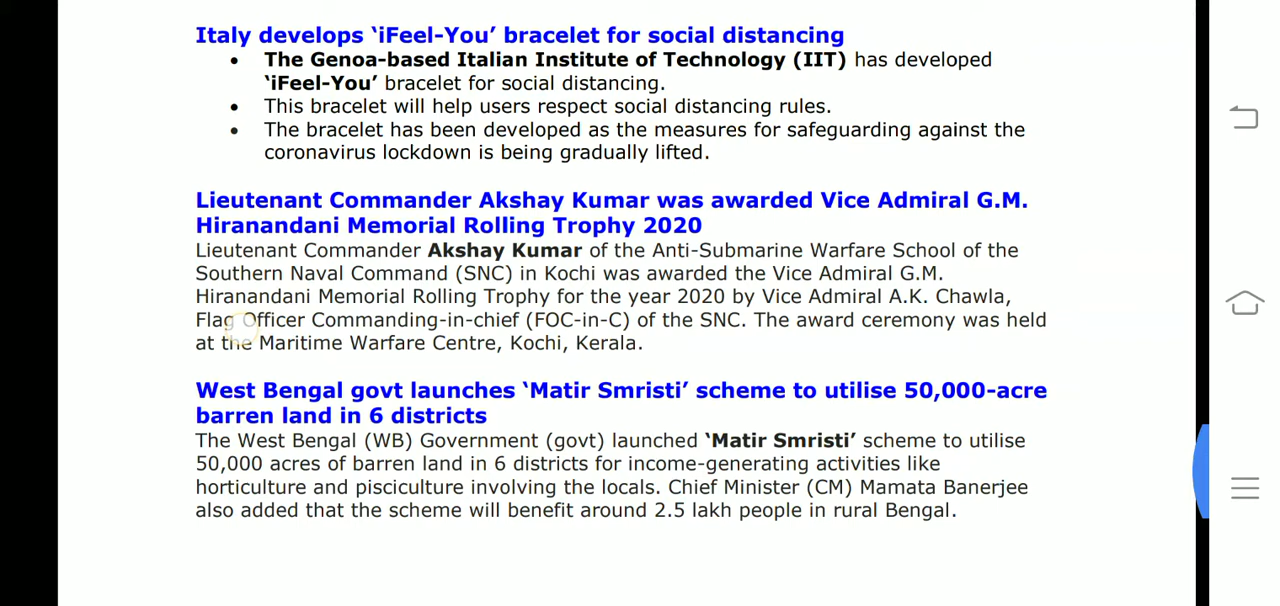 Italy develops ‘iFeel-You’ bracelet for social distancing
• The Genoa-based Italian Institute of Technology (IIT) has developed
‘iFeel-You’ bracelet for social distancing.
• This bracelet will help users respect social distancing rules.
• The bracelet has been developed as the measures for safeguarding against the
coronavirus lockdown is being gradually lifted.
Lieutenant Commander Akshay Kumar was awarded Vice Admiral G.M.
Hiranandani Memorial Rolling Trophy 2020
Lieutenant Commander Akshay Kumar of the Anti-Submarine Warfare School of the
Southern Naval Command (SNC) in Kochi was awarded the Vice Admiral G.M.
Hiranandani Memorial Rolling Trophy for the year 2020 by Vice Admiral A.K. Chawla,
Flag Officer Commanding-in-chief (FOC-in-C) of the SNC. The award ceremony was held
at the Maritime Warfare Centre, Kochi, Kerala.
West Bengal govt launches ‘Matir Smristi’ scheme to utilise 50,000-acre
barren land in 6 districts
The West Bengal (WB) Government (govt) launched ‘Matir Smristi’ scheme to utilise
50,000 acres of barren land in 6 districts for income-generating activities like
horticulture and pisciculture involving the locals. Chief Minister (CM) Mamata Banerjee
also added that the scheme will benefit around 2.5 lakh people in rural Bengal.